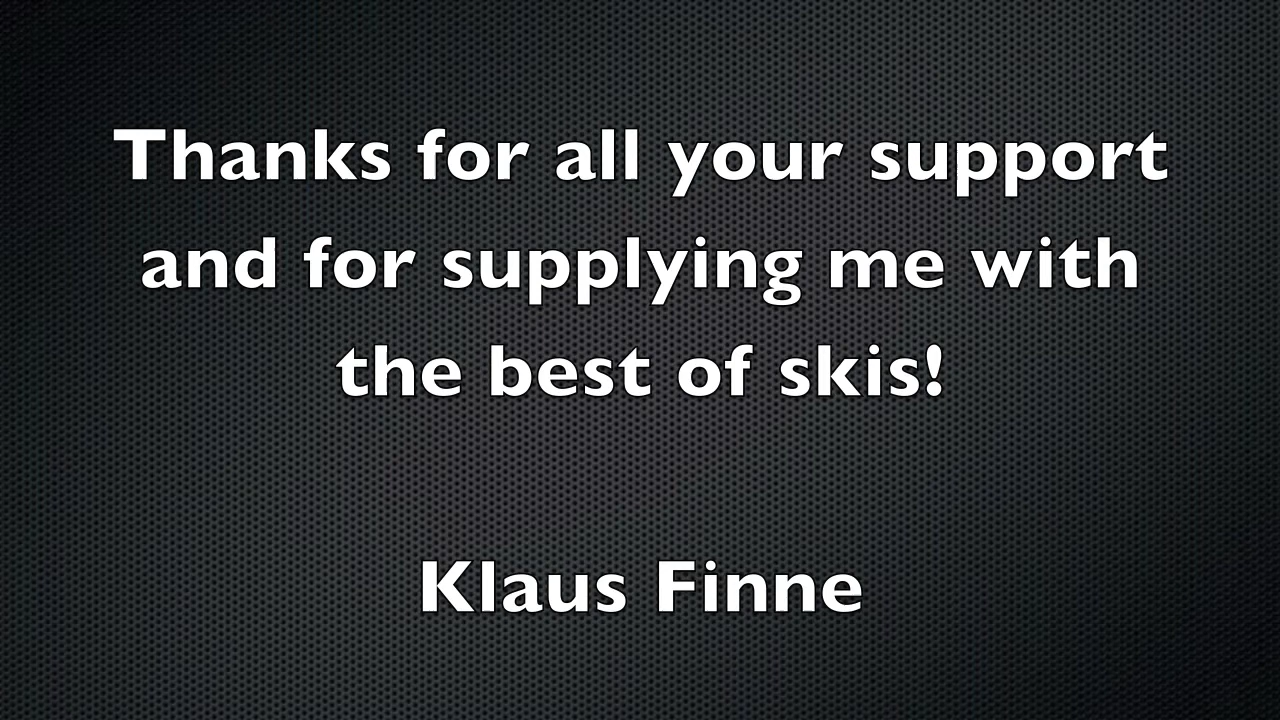 Thanks for all your support
and for supplying me with
the best of skis!
Klaus Finne